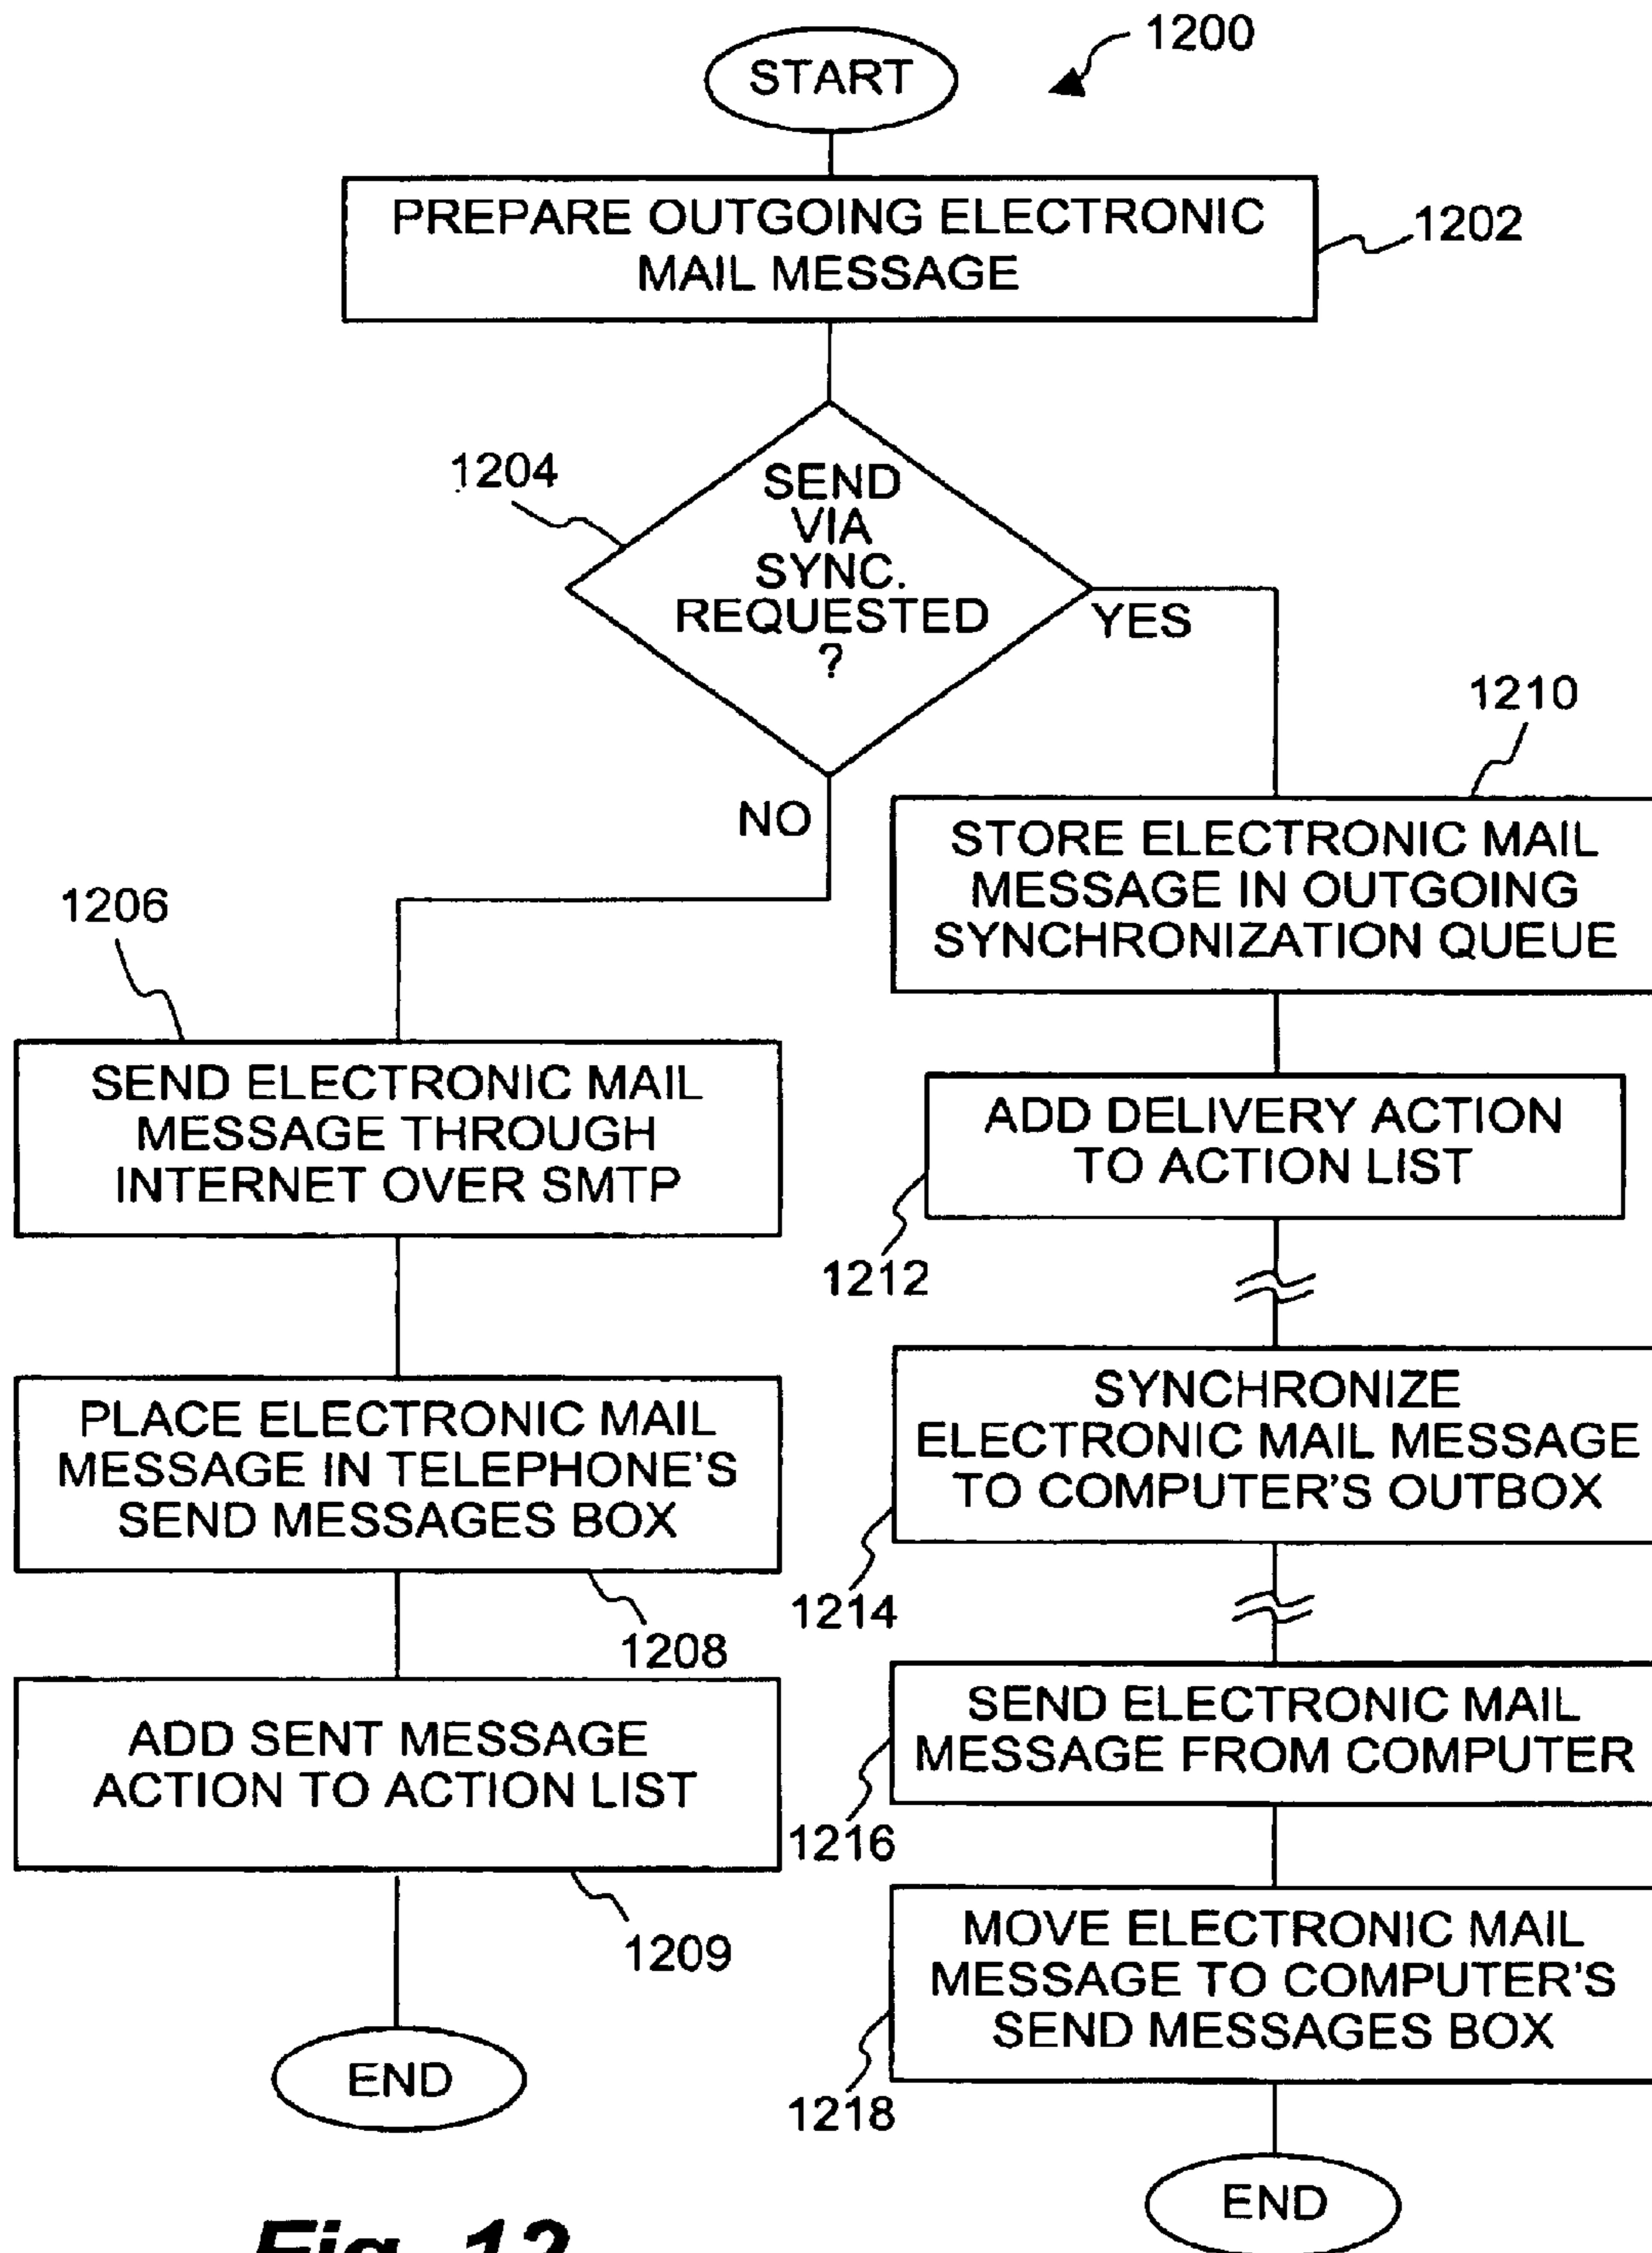 START
1200
PREPARE OUTGOING ELECTRONIC
MAIL MESSAGE
1202
1204
SEND
VIA
SYNC.
REQUESTED
?
YES
NO
1210
STORE ELECTRONIC MAIL
MESSAGE IN OUTGOING
SYNCHRONIZATION QUEUE
1206
SEND ELECTRONIC MAIL
MESSAGE THROUGH
INTERNET OVER SMTP
ADD DELIVERY ACTION
TO ACTION LIST
1212
PLACE ELECTRONIC MAIL
MESSAGE IN TELEPHONE'S
SEND MESSAGES BOX
1208
SYNCHRONIZE
ELECTRONIC MAIL MESSAGE
TO COMPUTER'S OUTBOX
1214
ADD SENT MESSAGE
ACTION TO ACTION LIST
1209
SEND ELECTRONIC MAIL
MESSAGE FROM COMPUTER
1216
MOVE ELECTRONIC MAIL
MESSAGE TO COMPUTER'S
SEND MESSAGES BOX
1218
END
END
Fig. 12